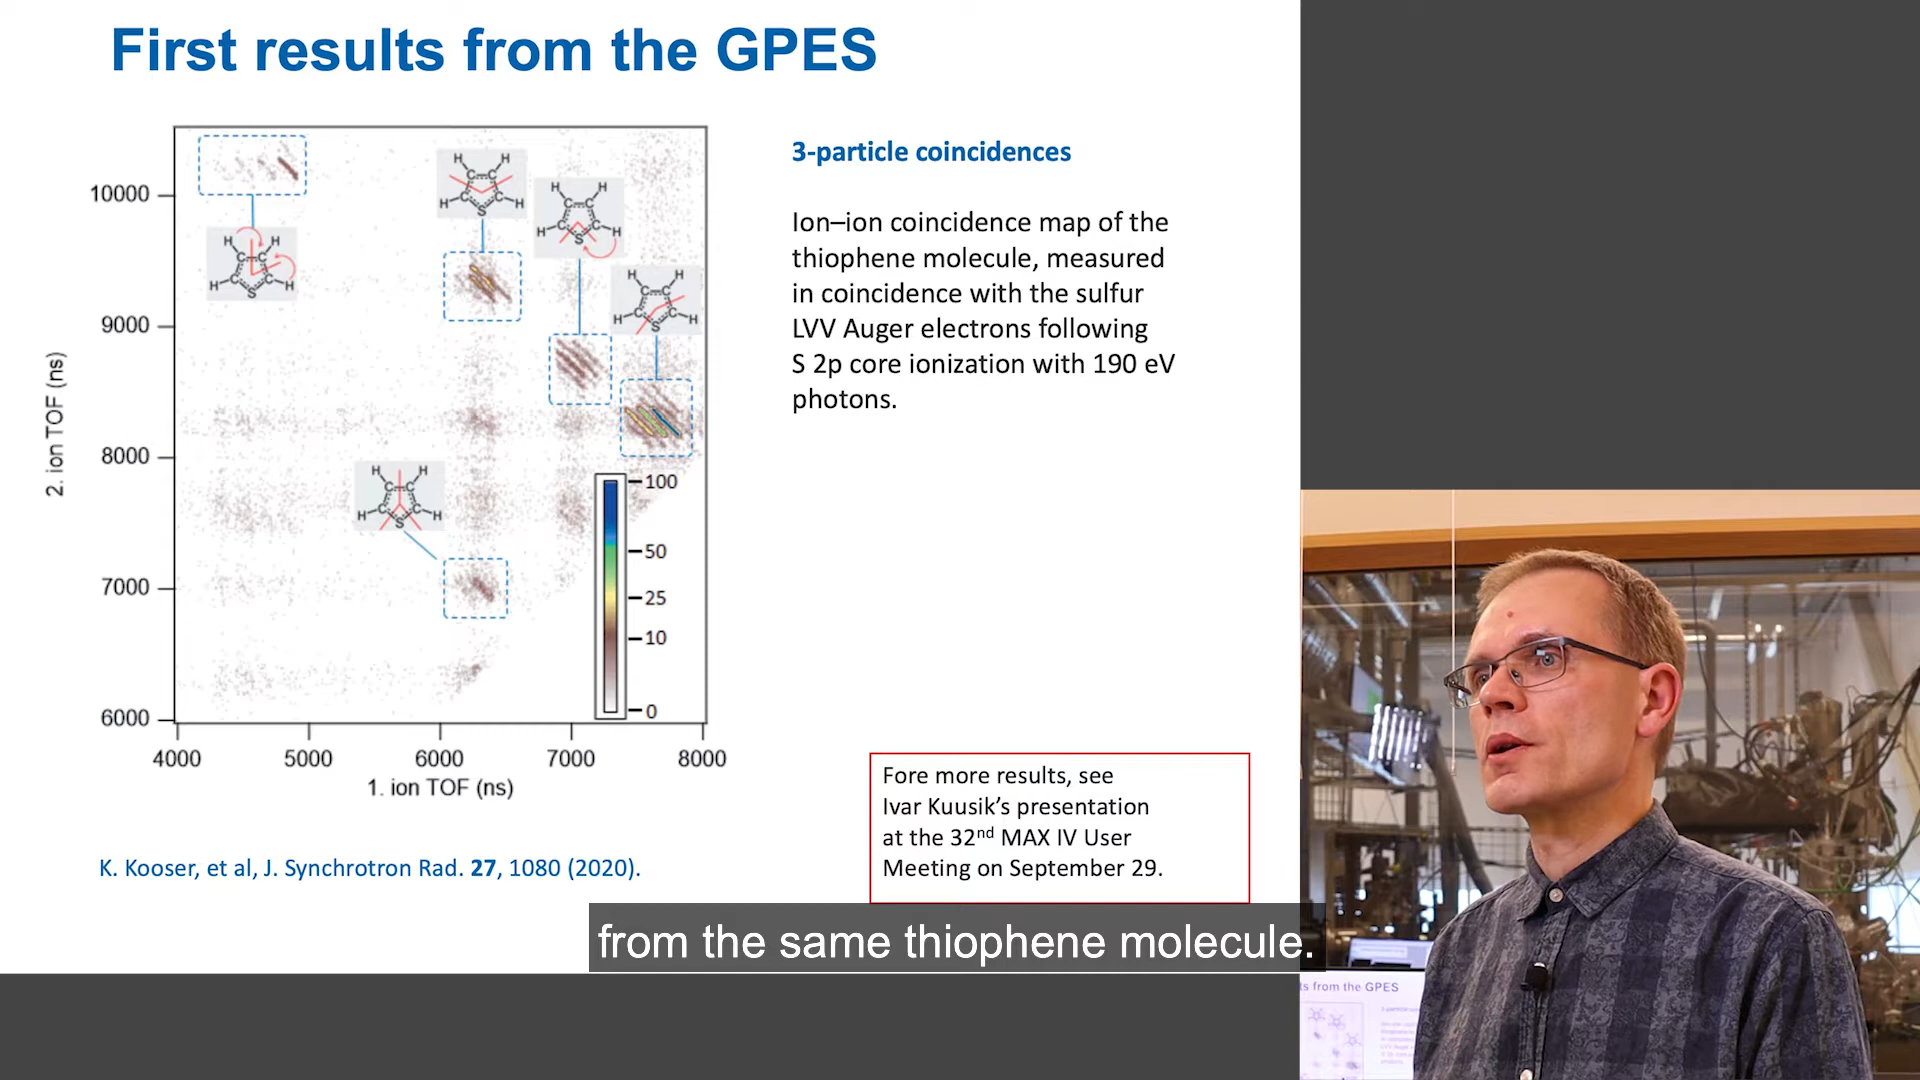 First results from the GPES
3-particle coincidences
Ion–ion coincidence map of the
thiophene molecule, measured
in coincidence with the sulfur
LVV Auger electrons following
S 2p core ionization with 190 eV
photons.
2. ion TOF (ns)
10000
9000
8000
7000
6000
4000
5000
6000
7000
8000
1. ion TOF (ns)
H H
C C
H C C H
S
H H
C C
H C C H
S
H H
C C
H C C H
S
H H
C C
H C C H
S
H H
C C
H C C H
S
100
50
25
10
0
K. Kooser, et al, J. Synchrotron Rad. 27, 1080 (2020).
Fore more results, see
Ivar Kuusik’s presentation
at the 32nd MAX IV User
Meeting on September 29.
from the same thiophene molecule.
ts from the GPES